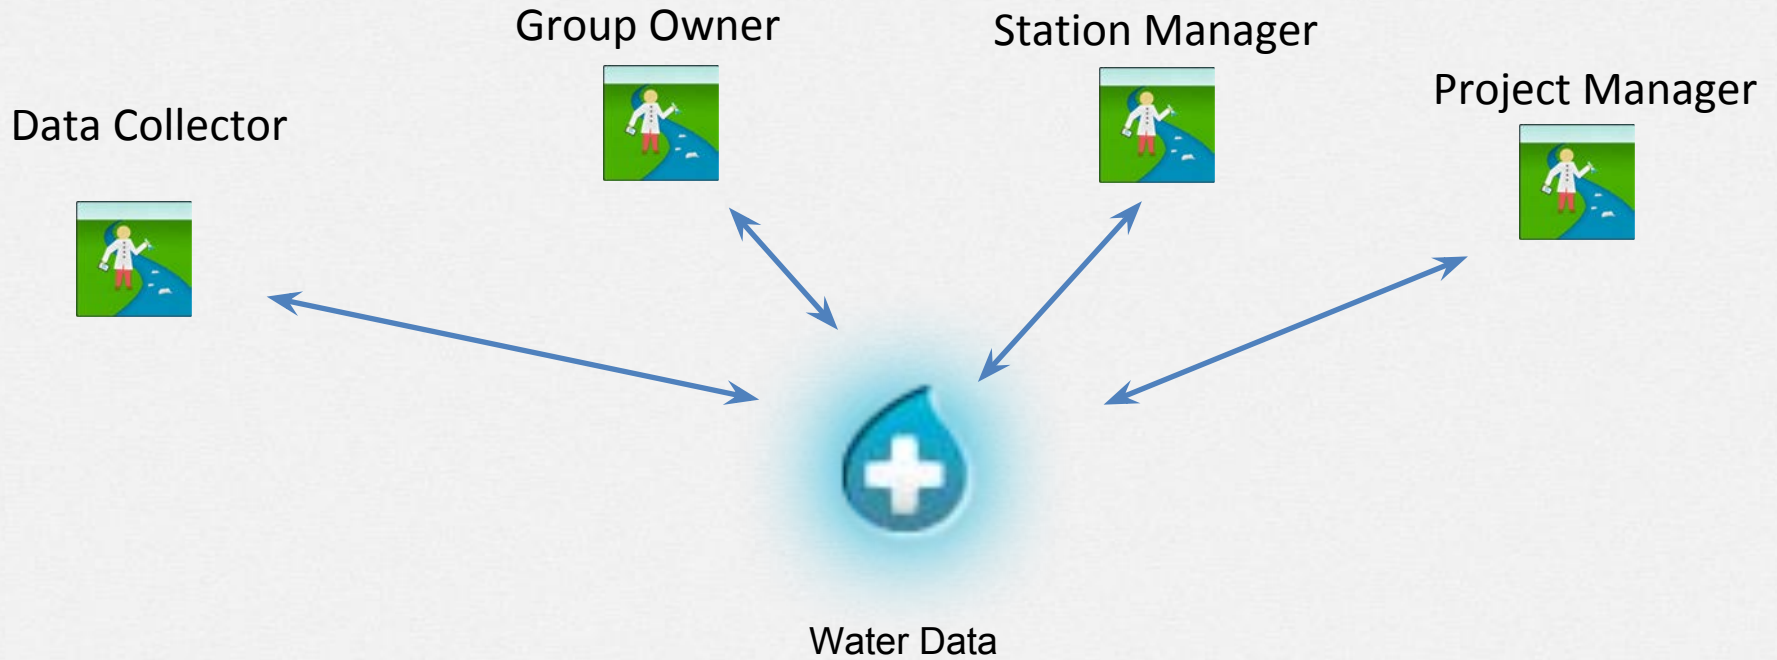 Group Owner
Station Manager
Project Manager
Data Collector
Water Data